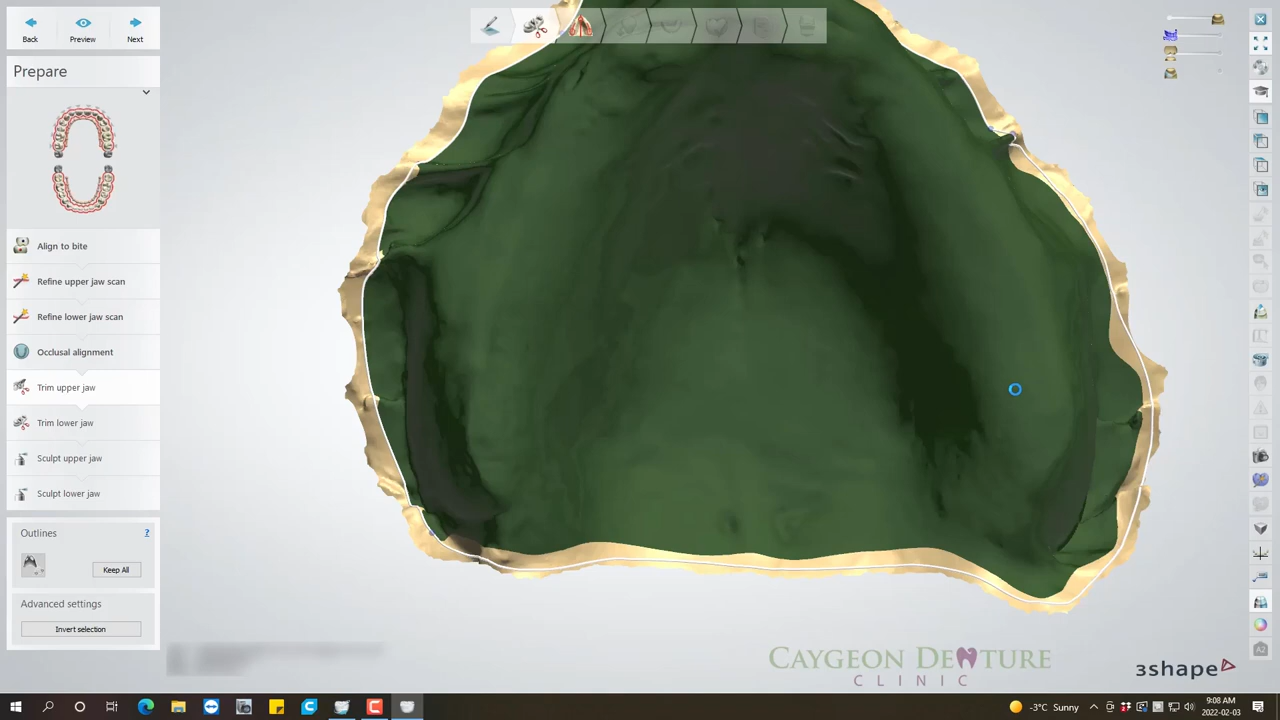 Back
Preview
Next
Prepare
Align to bite
Refine upper jaw scan
Refine lower jaw scan
Occlusal alignment
Trim upper jaw
Trim lower jaw
Sculpt upper jaw
Sculpt lower jaw
Outlines
?
Keep All
Advanced settings
Invert selection
A2
CAYGEON DENTURE
CLINIC
3shape
-3°C Sunny
9:08 AM
2022-02-03